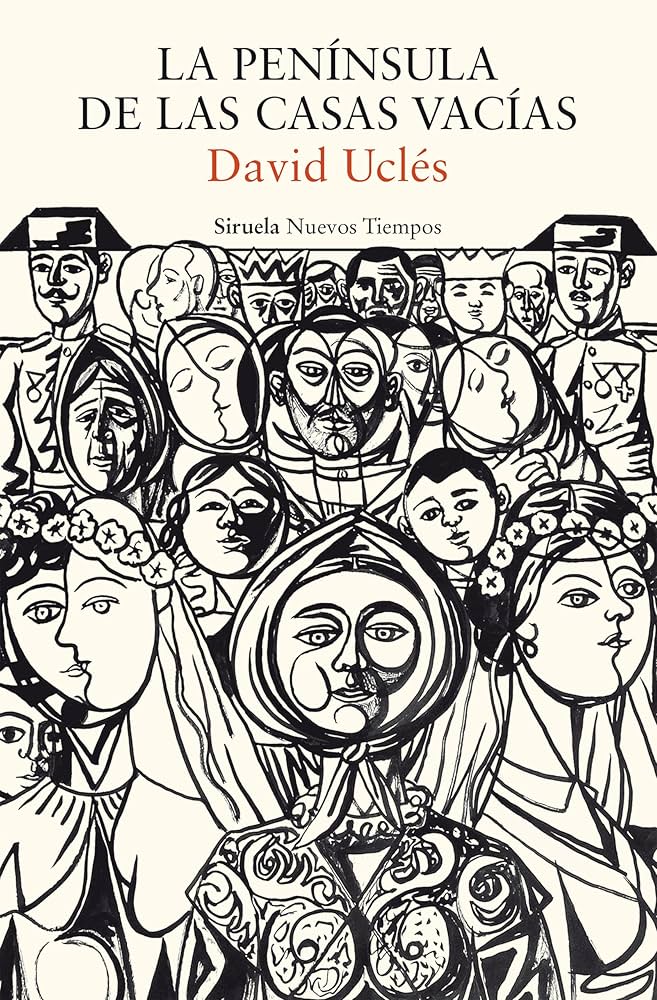 LA PENÍNSULA
DE LAS CASAS VACÍAS
David Uclés
Siruela Nuevos Tiempos